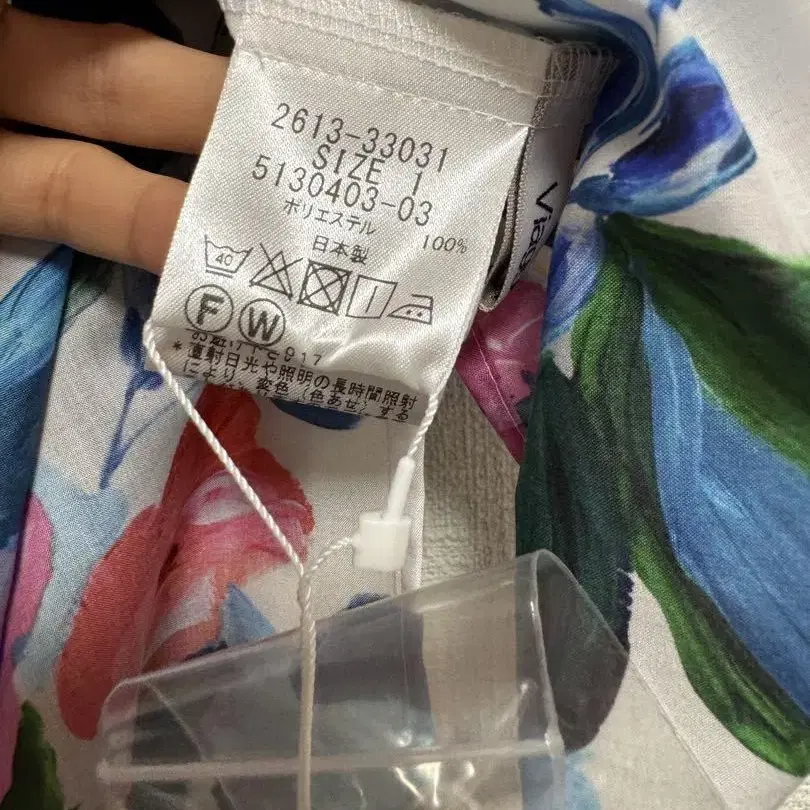 2613-33031
SIZE 1
5130403-03
ポリエステル 100%
日本製
40
F W
*直射日光や照明の長時間照射
により、変色(色あせ)する